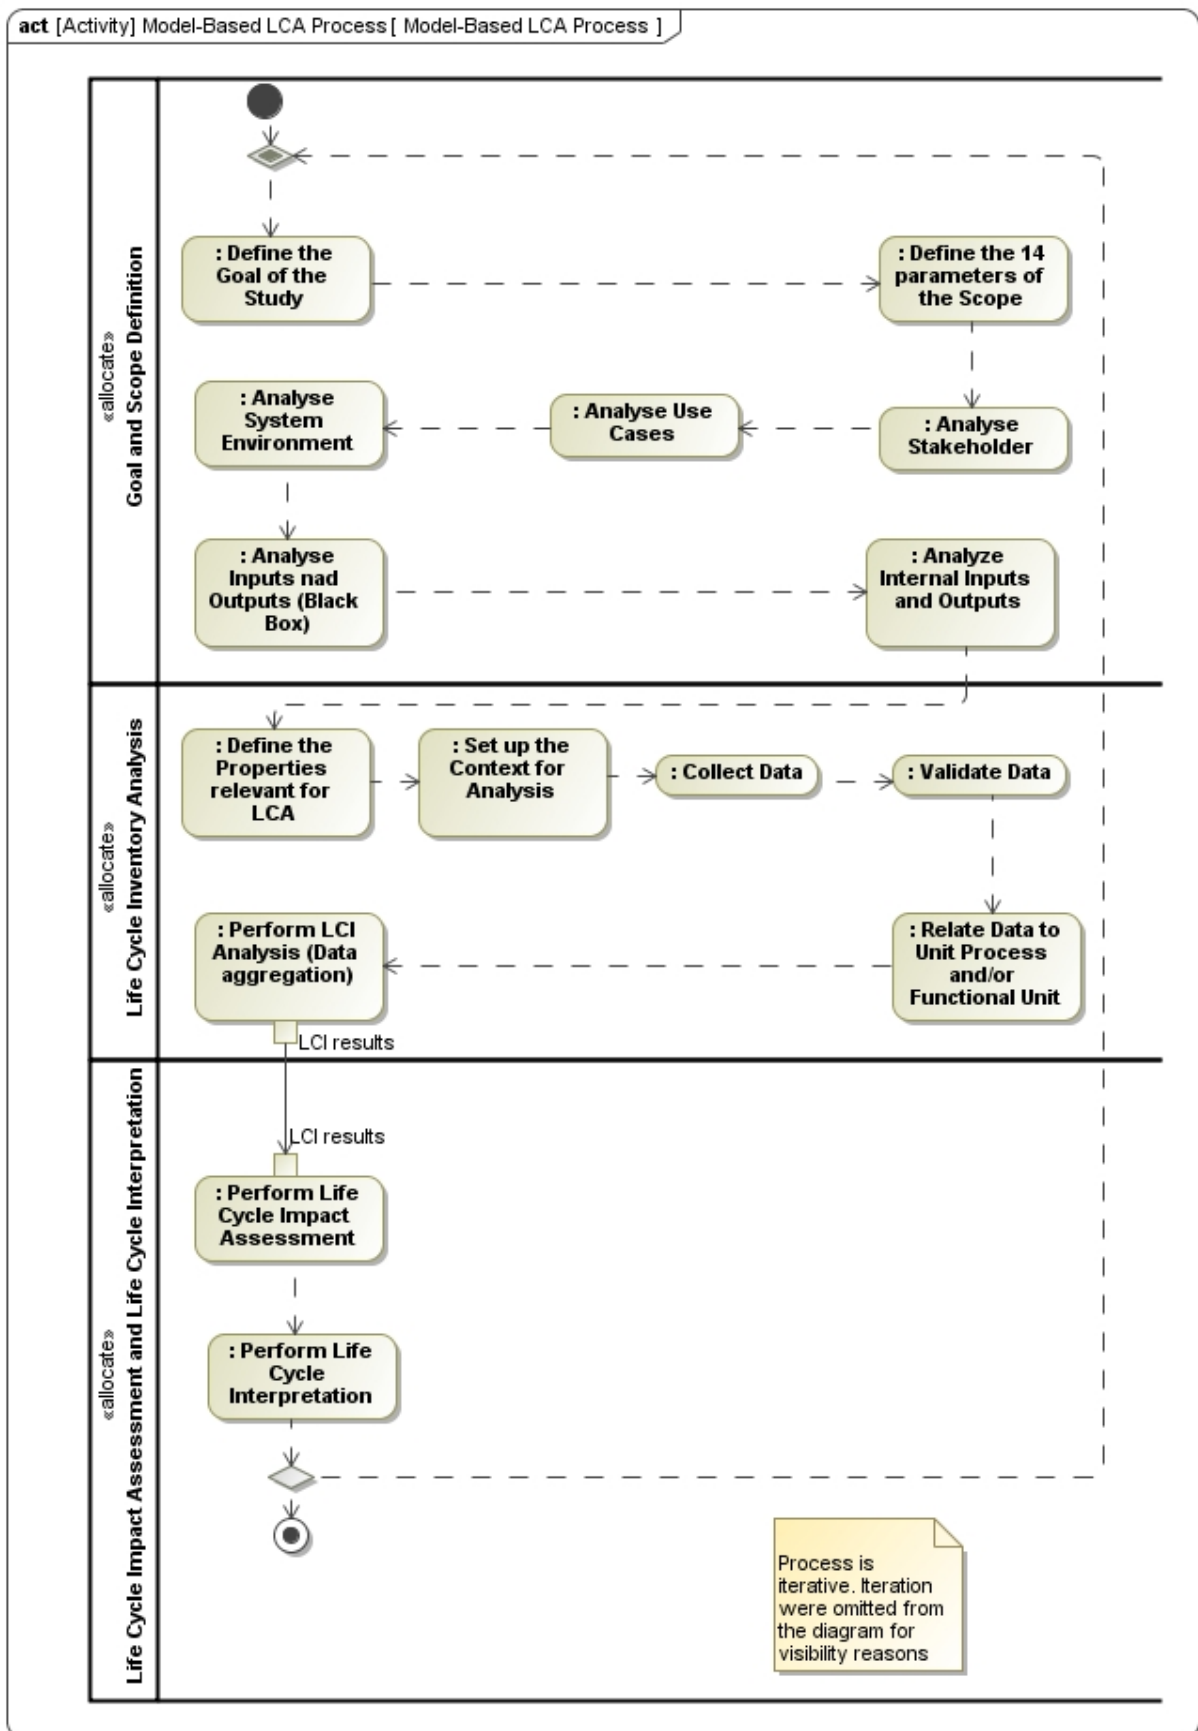 act [Activity] Model-Based LCA Process [ Model-Based LCA Process ]
«allocate»
Goal and Scope Definition
: Define the
Goal of the
Study
: Define the 14
parameters of
the Scope
: Analyse
System
Environment
: Analyse Use
Cases
: Analyse
Stakeholder
: Analyse
Inputs nad
Outputs (Black
Box)
: Analyze
Internal Inputs
and Outputs
«allocate»
Life Cycle Inventory Analysis
: Define the
Properties
relevant for
LCA
: Set up the
Context for
Analysis
: Collect Data
: Validate Data
: Perform LCI
Analysis (Data
aggregation)
: Relate Data to
Unit Process
and/or
Functional Unit
LCI results
«allocate»
Life Cycle Impact Assessment and Life Cycle Interpretation
LCI results
: Perform Life
Cycle Impact
Assessment
: Perform Life
Cycle
Interpretation
Process is
iterative. Iteration
were omitted from
the diagram for
visibility reasons